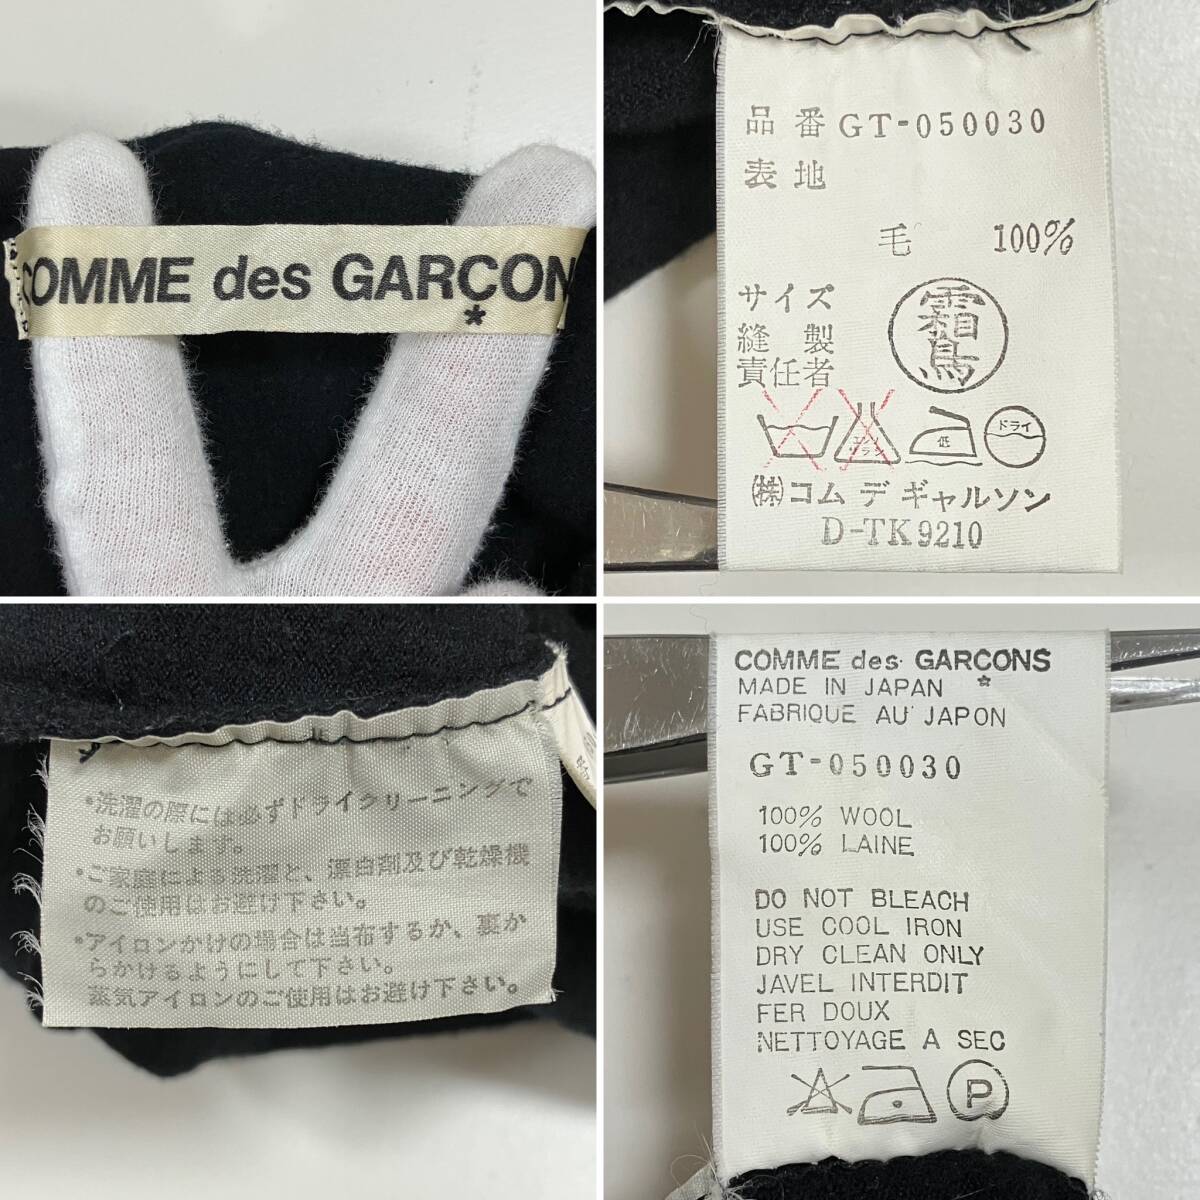 COMME des GARÇON
*
品番 GT-050030
表地
毛 100%
サイズ
縫製
責任者
霜鳥
エンソ
サラシ
低
ドライ
(株)コム デ ギャルソン
D-TK9210
•洗濯の際には必ずドライクリーニングで
お願いします。
•ご家庭による洗濯と、漂白剤及び乾燥機
のご使用はお避け下さい。
•アイロンかけの場合は当布するか、裏か
らかけるようにして下さい。
蒸気アイロンのご使用はお避け下さい。
COMME des GARCONS
*
MADE IN JAPAN
FABRIQUE AU JAPON
GT-050030
100% WOOL
100% LAINE
DO NOT BLEACH
USE COOL IRON
DRY CLEAN ONLY
JAVEL INTERDIT
FER DOUX
NETTOYAGE A SEC
P